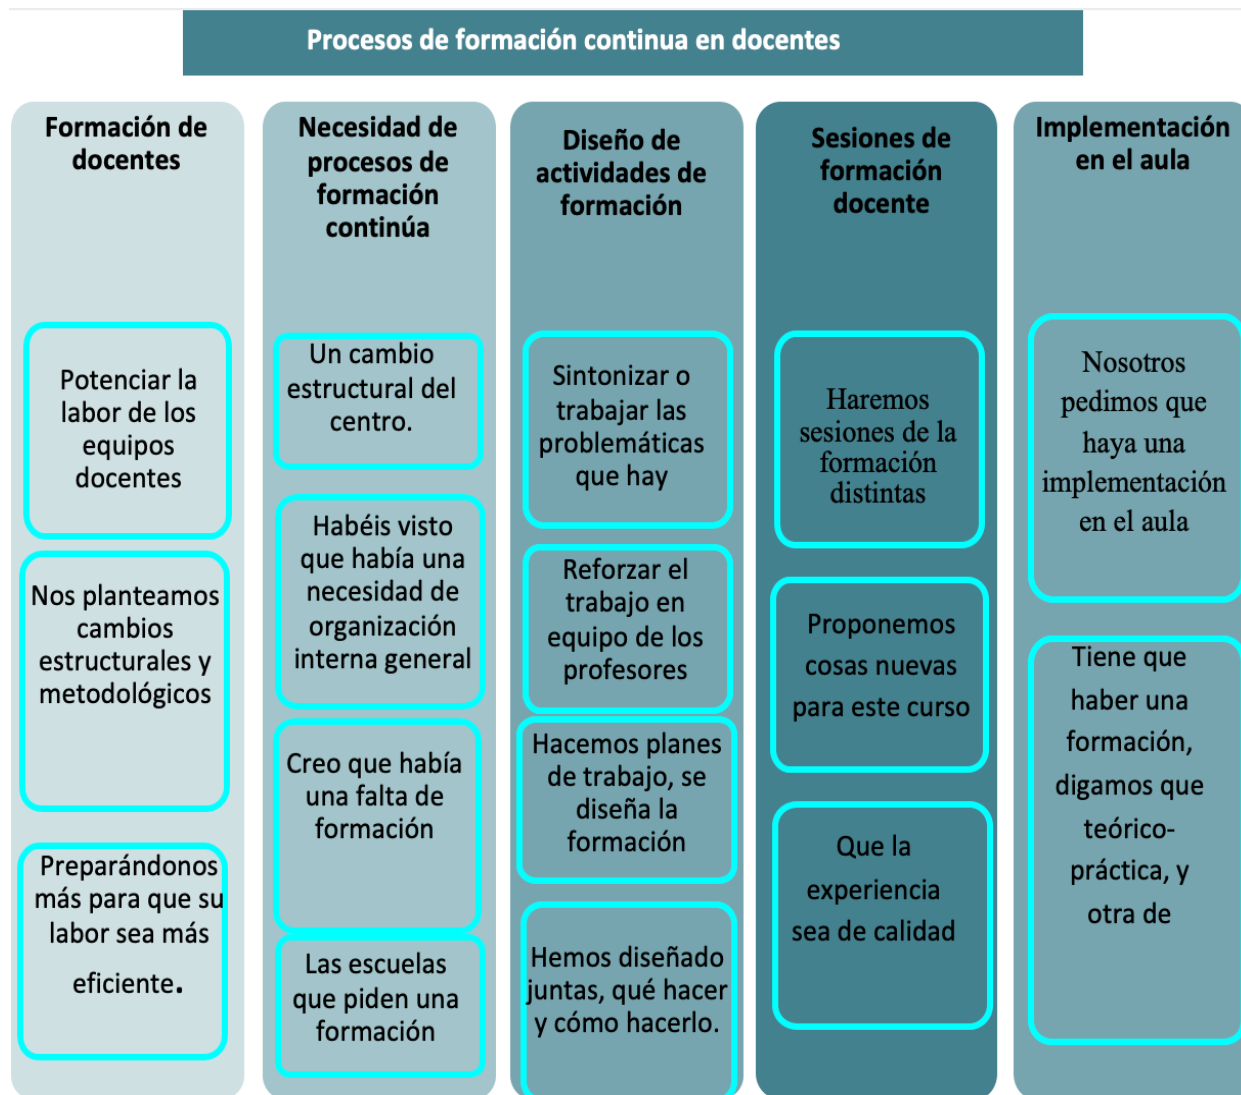 Procesos de formación continua en docentes
Formación de
docentes
Potenciar la
labor de los
equipos
docentes
Nos planteamos
cambios
estructurales y
metodológicos
Preparándonos
más para que su
labor sea más
eficiente.
Necesidad de
procesos de
formación
continúa
Un cambio
estructural del
centro.
Habéis visto
que había una
necesidad de
organización
interna general
Creo que había
una falta de
formación
Las escuelas
que piden una
formación
Diseño de
actividades de
formación
Sintonizar o
trabajar las
problemáticas
que hay
Reforzar el
trabajo en
equipo de los
profesores
Hacemos planes
de trabajo, se
diseña la
formación
Hemos diseñado
juntas, qué hacer
y cómo hacerlo.
Sesiones de
formación
docente
Haremos
sesiones de la
formación
distintas
Proponemos
cosas nuevas
para este curso
Que la
experiencia
sea de calidad
Implementación
en el aula
Nosotros
pedimos que
haya una
implementación
en el aula
Tiene que
haber una
formación,
digamos que
teórico-
práctica, y
otra de